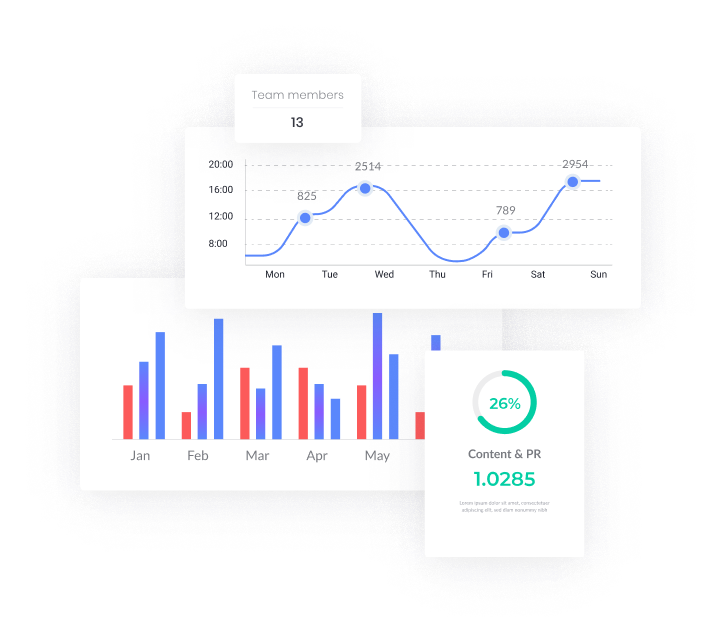 Team members
13
20:00
16:00
12:00
8:00
825
2514
789
2954
Mon Tue Wed Thu Fri Sat Sun
Jan Feb Mar Apr May
26%
Content & PR
1.0285
Lorem ipsum dolor sit amet, consectetuer
adipiscing elit, sed diam nonummy nibh